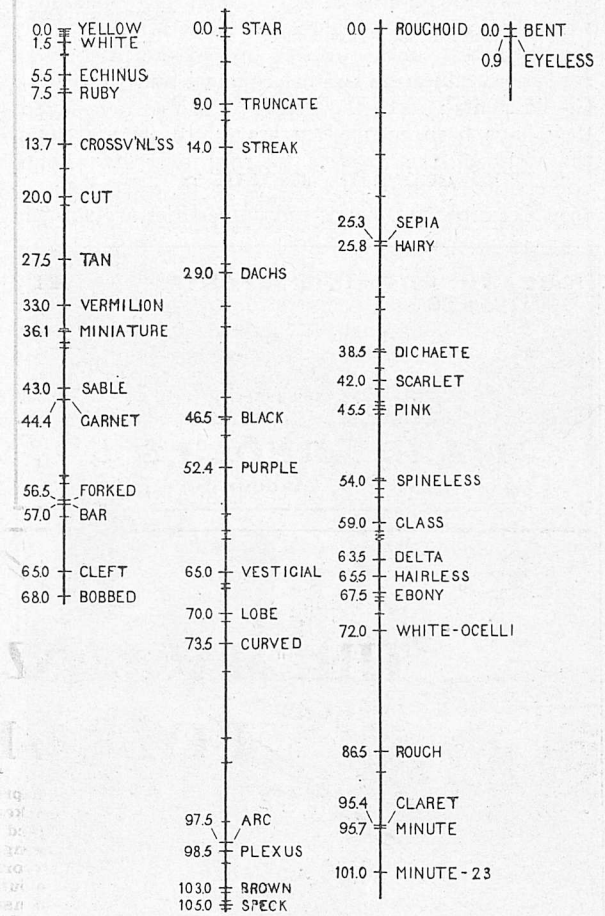 0.0 YELLOW
1.5 WHITE
5.5 ECHINUS
7.5 RUBY
13.7 CROSSV'NL'SS
20.0 CUT
27.5 TAN
33.0 VERMILION
36.1 MINIATURE
43.0 SABLE
44.4 GARNET
56.5 FORKED
57.0 BAR
65.0 CLEFT
68.0 BOBBED
0.0 STAR
9.0 TRUNCATE
14.0 STREAK
29.0 DACHS
46.5 BLACK
52.4 PURPLE
65.0 VESTIGIAL
70.0 LOBE
73.5 CURVED
97.5 ARC
98.5 PLEXUS
103.0 BROWN
105.0 SPECK
0.0 ROUGHOID
25.3 SEPIA
25.8 HAIRY
38.5 DICHAETE
42.0 SCARLET
45.5 PINK
54.0 SPINELESS
59.0 GLASS
63.5 DELTA
65.5 HAIRLESS
67.5 EBONY
72.0 WHITE-OCELLI
86.5 ROUGH
95.4 CLARET
95.7 MINUTE
101.0 MINUTE-23
0.0 BENT
0.9 EYELESS